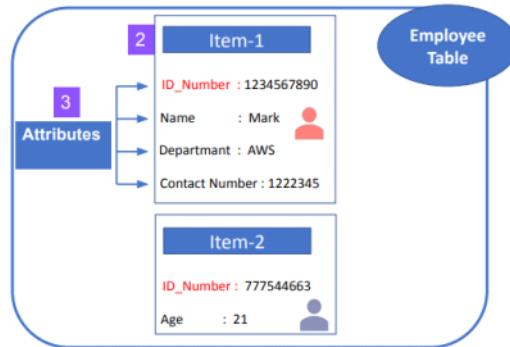 2
Item-1
Employee
Table
ID_Number : 1234567890
3
Name : Mark
Attributes
Departmant : AWS
Contact Number : 1222345
Item-2
ID_Number : 777544663
Age : 21